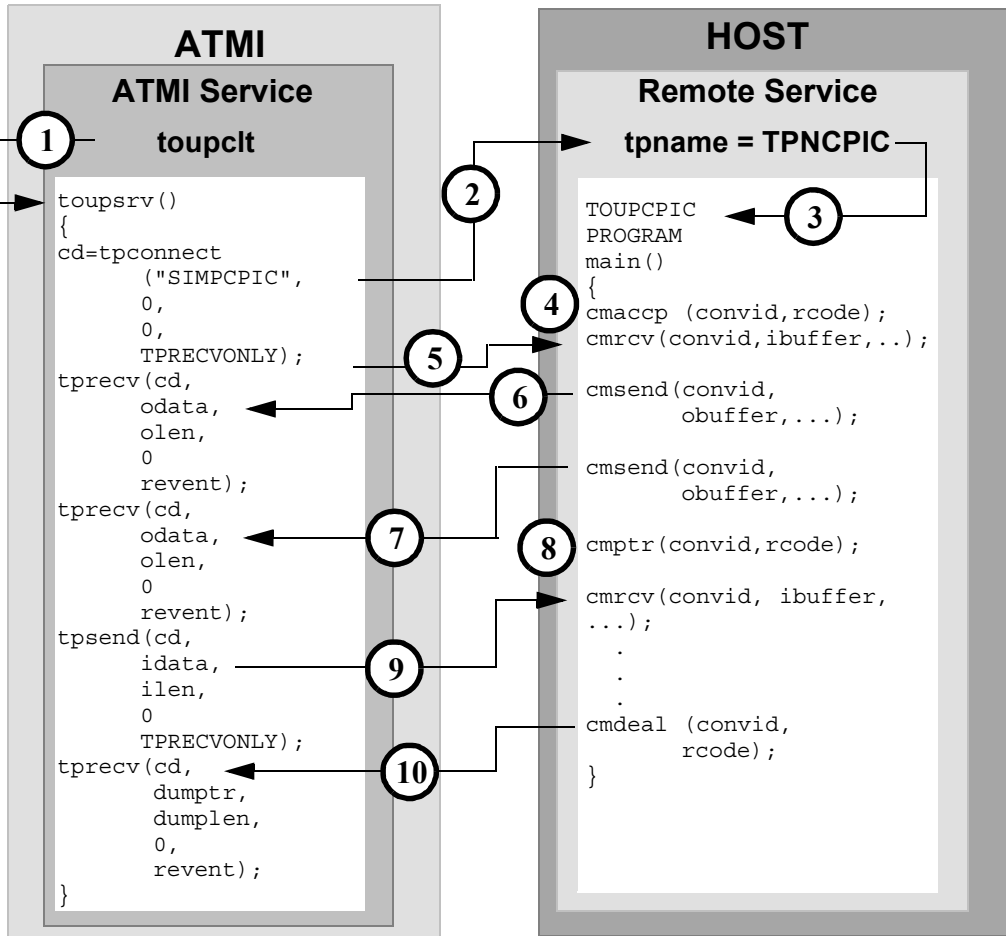 ATMI
ATMI Service
toupclt
1
toupsrv()
{
cd=tpconnect
("SIMPCPIC",
0,
0,
TPRECVONLY);
tprecv(cd,
odata,
olen,
0
revent);
tprecv(cd,
odata,
olen,
0
revent);
tpsend(cd,
idata,
ilen,
0
TPRECVONLY);
tprecv(cd,
dumptr,
dumplen,
0,
revent);
}
2
5
6
7
9
10
HOST
Remote Service
tpname = TPNCPIC
3
TOUPCPIC
PROGRAM
main()
4
{
cmaccp (convid,rcode);
cmrcv(convid,ibuffer,..);
cmsend(convid,
obuffer,...);
cmsend(convid,
obuffer,...);
8
cmptr(convid,rcode);
cmrcv(convid, ibuffer,
...);
.
.
.
cmdeal (convid,
rcode);
}